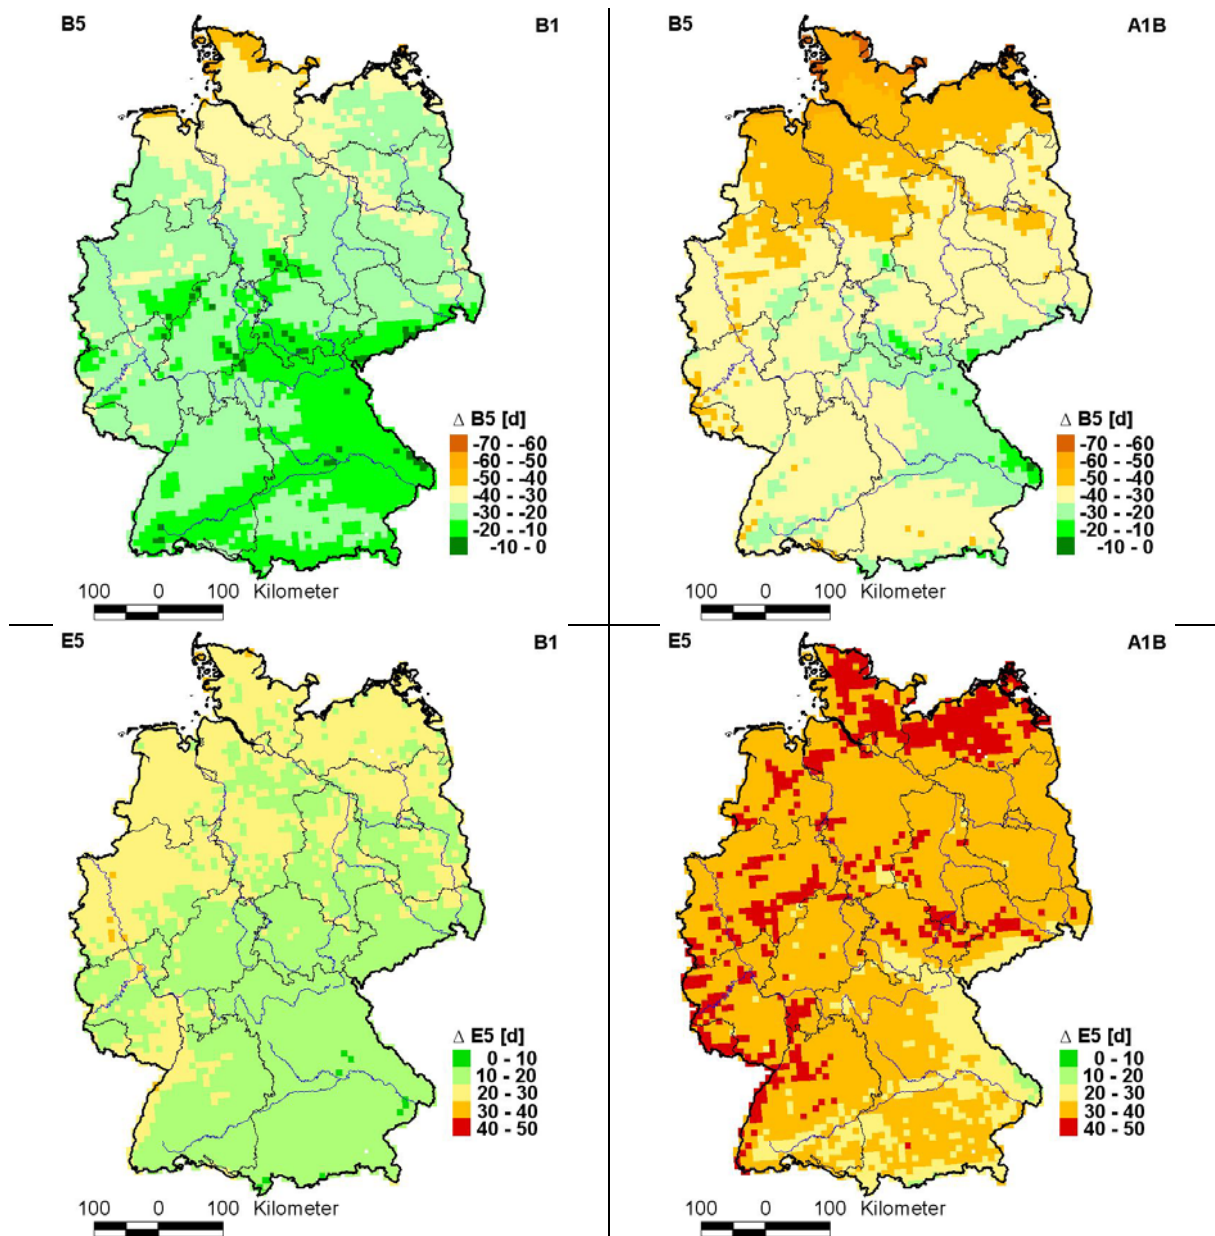 B5 B1
Δ B5 [d]
-70 - -60
-60 - -50
-50 - -40
-40 - -30
-30 - -20
-20 - -10
-10 - 0
100 0 100 Kilometer
B5 A1B
Δ B5 [d]
-70 - -60
-60 - -50
-50 - -40
-40 - -30
-30 - -20
-20 - -10
-10 - 0
100 0 100 Kilometer
E5 B1
Δ E5 [d]
0 - 10
10 - 20
20 - 30
30 - 40
40 - 50
100 0 100 Kilometer
E5 A1B
Δ E5 [d]
0 - 10
10 - 20
20 - 30
30 - 40
40 - 50
100 0 100 Kilometer